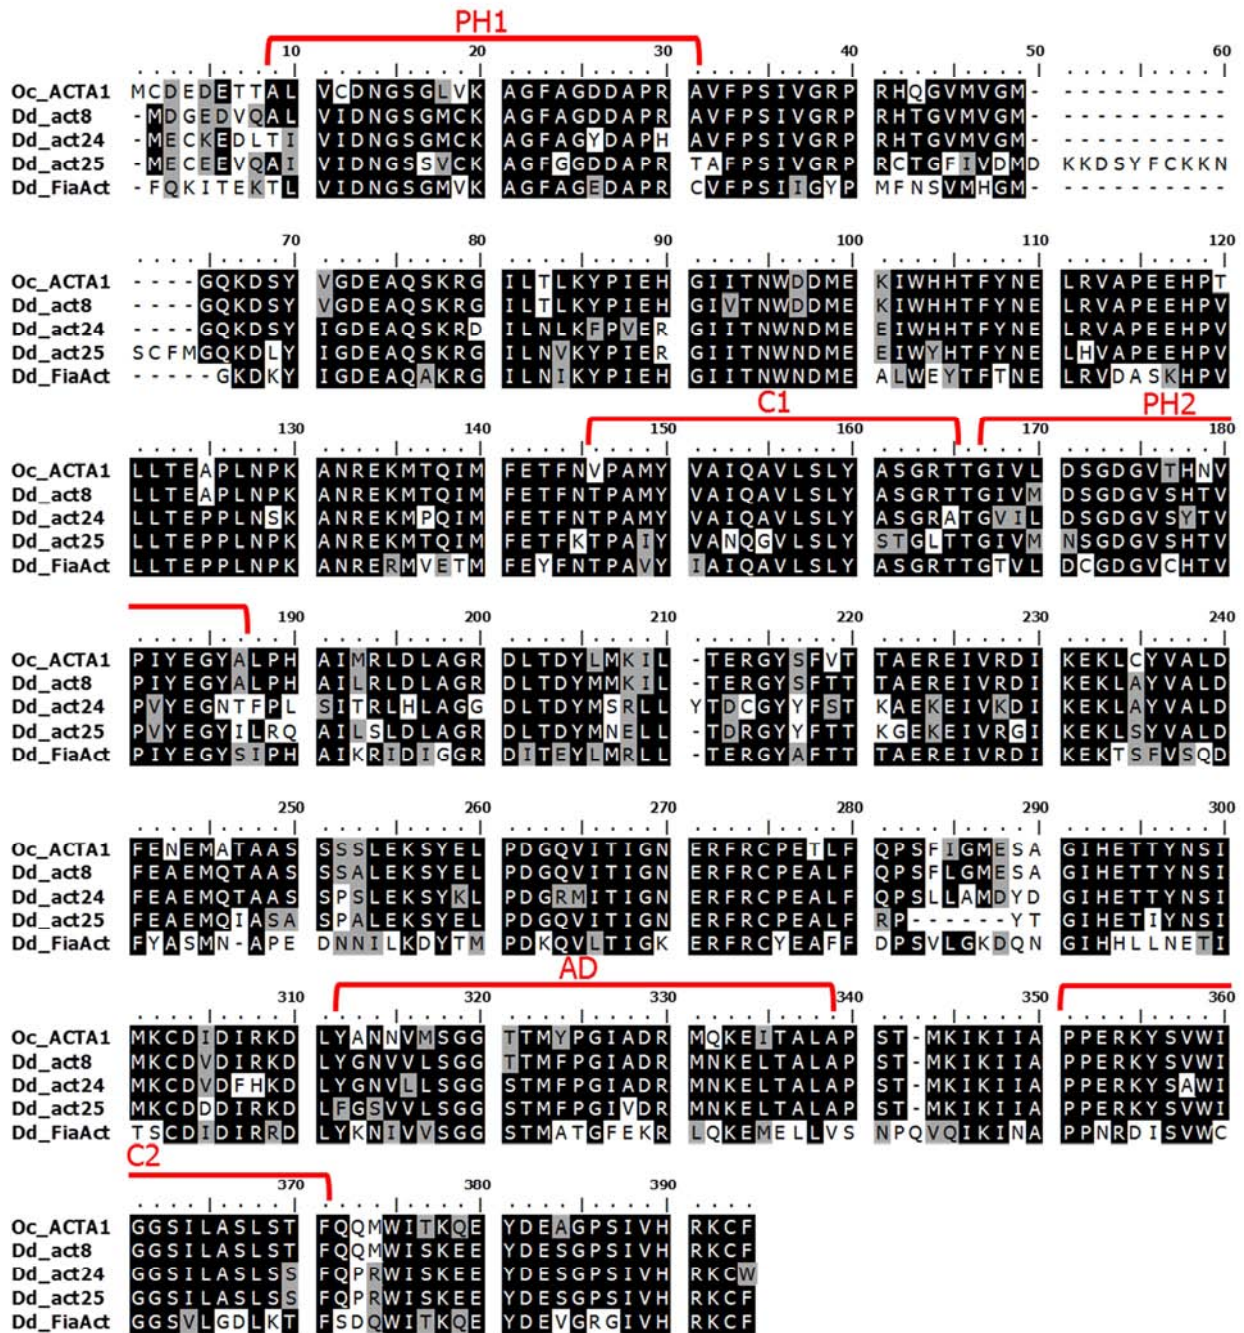 PH1
10 20 30 40 50 60
Oc_ACTA1 MCDEDETTAL VCDNGSGLVK AGFAGDDAPR AVFPSIVGRP RHQGVMVGM- ----------
Dd_act8 -MDGEDVQAL VIDNGSGMCK AGFAGDDAPR AVFPSIVGRP RHTGVMVGM- ----------
Dd_act24 -MECKEDLTI VIDNGSGMCK AGFAGYDAPH AVFPSIVGRP RHTGVMVGM- ----------
Dd_act25 -MECEEVQAI VIDNGSSVCK AGFGGDDAPR TAFPSIVGRP RCTGFIVDMD KKDSYFCKKN
Dd_FiaAct -FQKITEKTL VIDNGSGMVK AGFAGEDAPR CVFPSIIGYP MFNSVMHGM- ----------
70 80 90 100 110 120
Oc_ACTA1 ----GQKDSY VGDEAQSKRG ILTLKYPIEH GIITNWDDME KIWHHTFYNE LRVAPEEHPT
Dd_act8 ----GQKDSY VGDEAQSKRG ILTLKYPIEH GIVTNWDDME KIWHHTFYNE LRVAPEEHPV
Dd_act24 ----GQKDSY IGDEAQSKRD ILNLKFPVER GIITNWNDME EIWHHTFYNE LRVAPEEHPV
Dd_act25 SCFMGQKDLY IGDEAQSKRG ILNVKYPIER GIITNWNDME EIWYHTFYNE LHVAPEEHPV
Dd_FiaAct -----GKDKY IGDEAQAKRG ILNIKYPIEH GIITNWNDME ALWEYTFTNE LRVDASKHPV
C1 PH2
130 140 150 160 170 180
Oc_ACTA1 LLTEAPLNPK ANREKMTQIM FETFNVPAMY VAIQAVLSLY ASGRTTGIVL DSGDGVTHNV
Dd_act8 LLTEAPLNPK ANREKMTQIM FETFNTPAMY VAIQAVLSLY ASGRTTGIVM DSGDGVSHTV
Dd_act24 LLTEPPLNSK ANREKMPQIM FETFNTPAMY VAIQAVLSLY ASGRATGVIL DSGDGVSYTV
Dd_act25 LLTEPPLNPK ANREKMTQIM FETFKTPAIY VANQGVLSLY STGLTTGIVM NSGDGVSHTV
Dd_FiaAct LLTEPPLNPK ANRERMVETM FEYFNTPAVY IAIQAVLSLY ASGRTTGTVL DCGDGVCHTV
190 200 210 220 230 240
Oc_ACTA1 PIYEGYALPH AIMRLDLAGR DLTDYLMKIL -TERGYSFVT TAEREIVRDI KEKLCYVALD
Dd_act8 PIYEGYALPH AILRLDLAGR DLTDYMMKIL -TERGYSFTT TAEREIVRDI KEKLAYVALD
Dd_act24 PVYEGNTFPL SITRLHLAGG DLTDYMSRLL YTDCGYYFST KAEKEIVKDI KEKLAYVALD
Dd_act25 PVYEGYILRQ AILSLDLAGR DLTDYMNELL -TDRGYYFTT KGEKEIVRGI KEKLSYVALD
Dd_FiaAct PIYEGYSIPH AIKRIDIGGR DITEYLMRLL -TERGYAFTT TAEREIVRDI KEKTSFVSQD
250 260 270 280 290 300
Oc_ACTA1 FENEMATAAS SSSLEKSYEL PDGQVITIGN ERFRCPETLF QPSFIGMESA GIHETTYNSI
Dd_act8 FEAEMQTAAS SSALEKSYEL PDGQVITIGN ERFRCPEALF QPSFLGMESA GIHETTYNSI
Dd_act24 FEAEMQTAAS SPSLEKSYKL PDGRMITIGN ERFRCPEALF QPSLLAMDYD GIHETTYNSI
Dd_act25 FEAEMQIASA SPALEKSYEL PDGQVITIGN ERFRCPEALF RP------YT GIHETIYNSI
Dd_FiaAct FYASMN-APE DNNILKDYTM PDKQVLTIGK ERFRCYEAFF DPSVLGKDQN GIHHLLNETI
AD
310 320 330 340 350 360
Oc_ACTA1 MKCDIDIRKD LYANNVMSGG TTMYPGIADR MQKEITALAP ST-MKIKIIA PPERKYSVWI
Dd_act8 MKCDVDIRKD LYGNVVLSGG TTMFPGIADR MNKELTALAP ST-MKIKIIA PPERKYSVWI
Dd_act24 MKCDVDFHKD LYGNVLLSGG STMFPGIADR MNKELTALAP ST-MKIKIIA PPERKYSAWI
Dd_act25 MKCDDDIRKD LFGSVVLSGG STMFPGIVDR MNKELTALAP ST-MKIKIIA PPERKYSVWI
Dd_FiaAct TSCDIDIRRD LYKNIVVSGG STMATGFEKR LQKEMELLVS NPQVQIKINA PPNRDISVWC
C2
370 380 390
Oc_ACTA1 GGSILASLST FQQMWITKQE YDEAGPSIVH RKCF
Dd_act8 GGSILASLST FQQMWISKEE YDESGPSIVH RKCF
Dd_act24 GGSILASLSS FQPRWISKEE YDESGPSIVH RKCW
Dd_act25 GGSILASLSS FQPRWISKEE YDESGPSIVH RKCF
Dd_FiaAct GGSVLGDLKT FSDQWITKQE YDEVGRGIVH RKCF